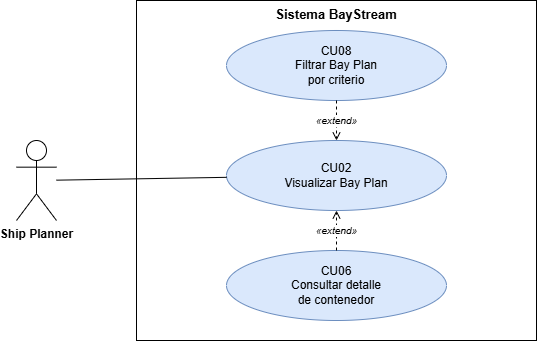 Sistema BayStream
CU08
Filtrar Bay Plan
por criterio
«extend»
CU02
Visualizar Bay Plan
Ship Planner
«extend»
CU06
Consultar detalle
de contenedor